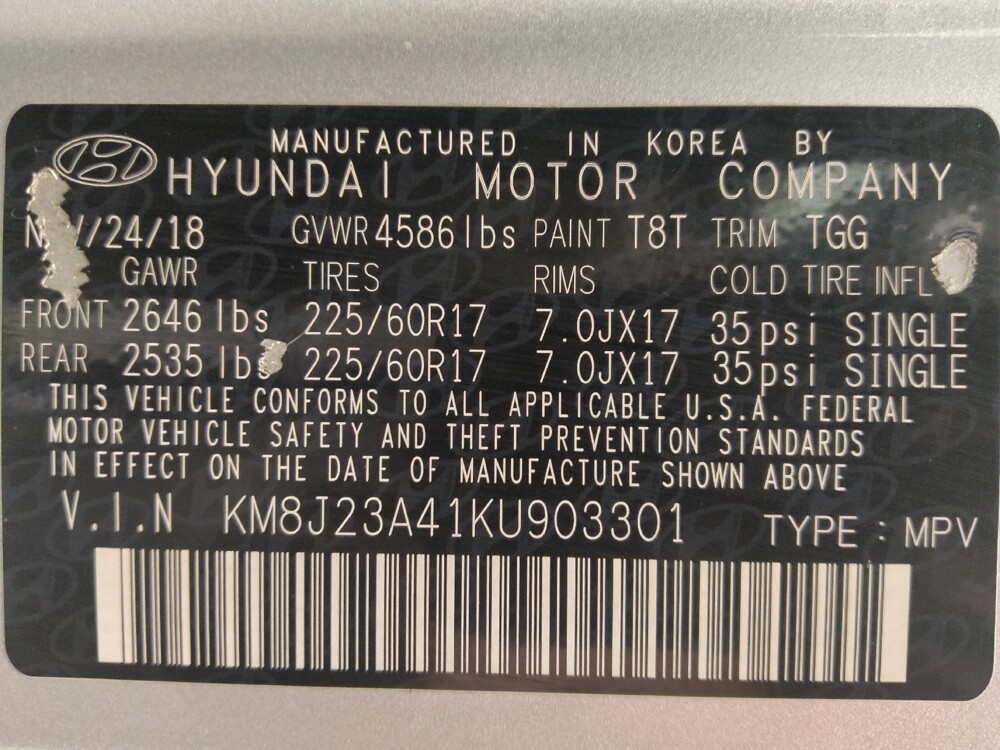 MANUFACTURED IN KOREA BY
HYUNDAI MOTOR COMPANY
/24/18 GVWR 4586lbs PAINT T8T TRIM TGG
GAWR TIRES RIMS COLD TIRE INFL
FRONT 2646 lbs 225/60R17 7.0JX17 35psi SINGLE
REAR 2535 lbs 225/60R17 7.0JX17 35psi SINGLE
THIS VEHICLE CONFORMS TO ALL APPLICABLE U.S.A. FEDERAL
MOTOR VEHICLE SAFETY AND THEFT PREVENTION STANDARDS
IN EFFECT ON THE DATE OF MANUFACTURE SHOWN ABOVE
V.I.N KM8J23A41KU903301 TYPE : MPV